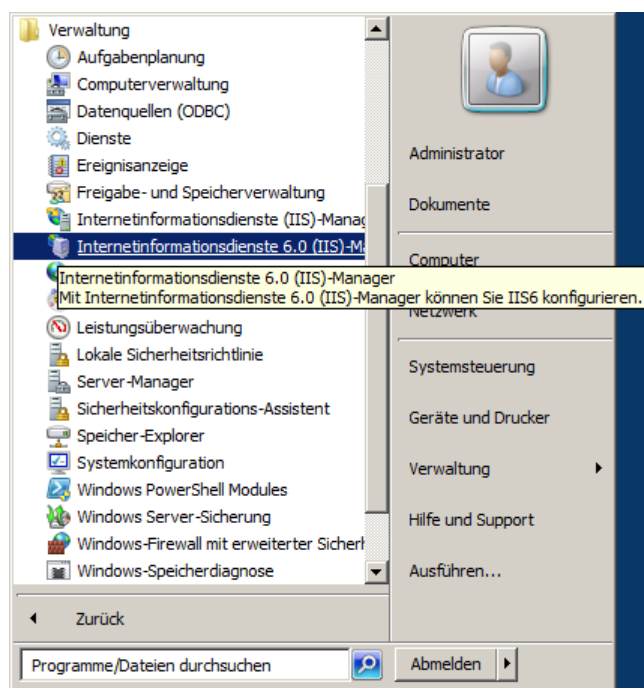 Verwaltung
Aufgabenplanung
Computerverwaltung
Datenquellen (ODBC)
Dienste
Ereignisanzeige
Freigabe- und Speicherverwaltung
Internetinformationsdienste (IIS)-Manag
Internetinformationsdienste 6.0 (IIS)-Ma
Internetinformationsdienste 6.0 (IIS)-Manager
Mit Internetinformationsdienste 6.0 (IIS)-Manager können Sie IIS6 konfigurieren.
Leistungsüberwachung
Lokale Sicherheitsrichtlinie
Server-Manager
Sicherheitskonfigurations-Assistent
Speicher-Explorer
Systemkonfiguration
Windows PowerShell Modules
Windows Server-Sicherung
Windows-Firewall mit erweiterter Sicherh
Windows-Speicherdiagnose
Zurück
Programme/Dateien durchsuchen
Administrator
Dokumente
Computer
Netzwerk
Systemsteuerung
Geräte und Drucker
Verwaltung
Hilfe und Support
Ausführen...
Abmelden